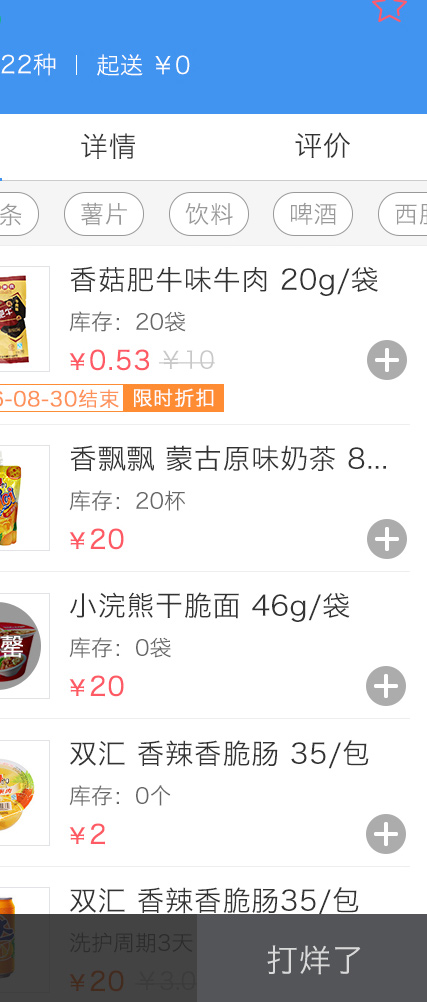 22种 | 起送 ￥0
详情 评价
条 薯片 饮料 啤酒
香菇肥牛味牛肉 20g/袋
库存：20袋
￥0.53 ￥10
6-08-30结束 限时折扣
香飘飘 蒙古原味奶茶 8...
库存：20杯
￥20
小浣熊干脆面 46g/袋
罄
库存：0袋
￥20
双汇 香辣香脆肠 35/包
库存：0个
￥2
双汇 香辣香脆肠35/包
洗护周期3天
￥20 ￥3.0
打烊了